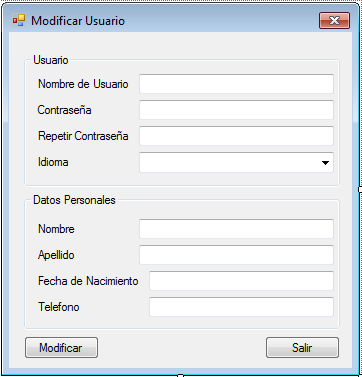 Modificar Usuario
Usuario
Nombre de Usuario
Contraseña
Repetir Contraseña
Idioma
Datos Personales
Nombre
Apellido
Fecha de Nacimiento
Telefono
Modificar Salir